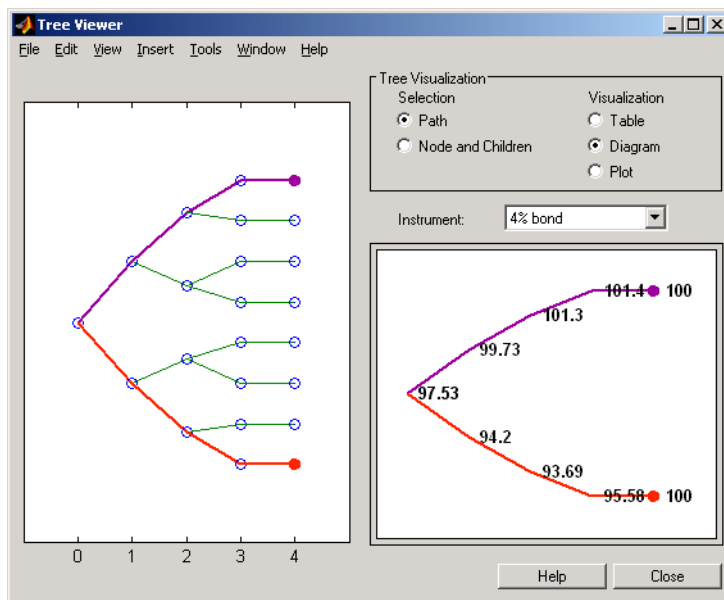 Tree Viewer
File Edit View Insert Tools Window Help
Tree Visualization
Selection Visualization
Path Table
Node and Children Diagram
Plot
Instrument: 4% bond
101.4 100
101.3
99.73
97.53
94.2
93.69
95.58 100
0 1 2 3 4
Help Close